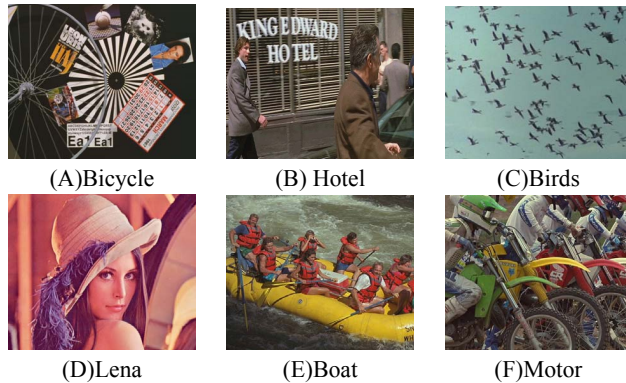 Ea1 Ea1
KING EDWARD
HOTEL
(A)Bicycle
(B) Hotel
(C)Birds
(D)Lena
(E)Boat
(F)Motor